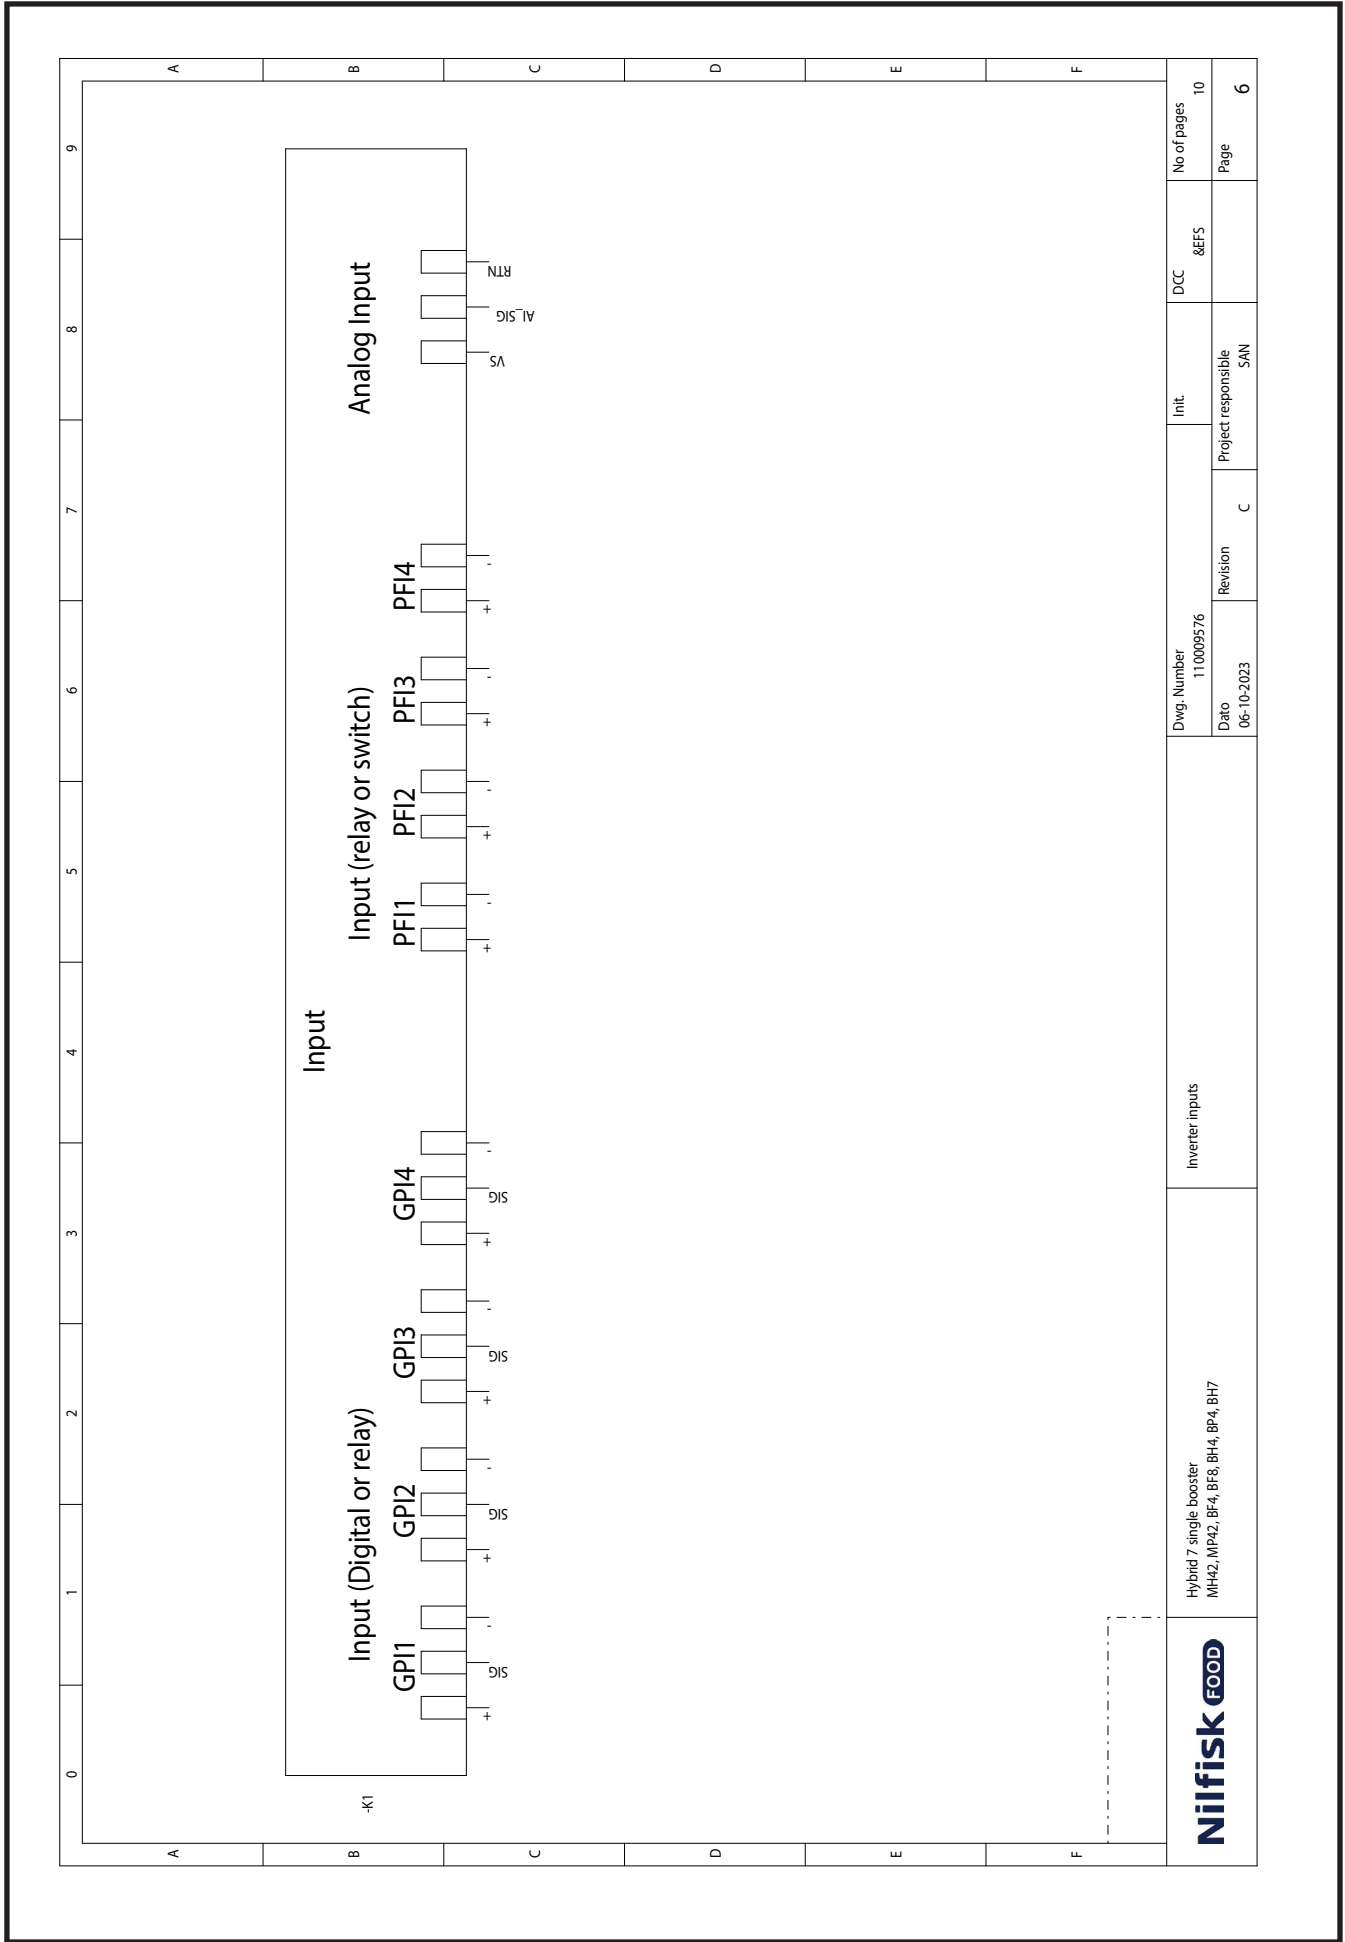 0 1 2 3 4 5 6 7 8 9
A
B
C
D
E
F
-K1
Input
Input (Digital or relay)
Input (relay or switch)
Analog Input
GPI1 GPI2 GPI3 GPI4 PFI1 PFI2 PFI3 PFI4
+ SIG - + SIG - + SIG - + SIG - + - + - + - + - VS AI_SIG RTN
A
B
C
D
E
F
Nilfisk FOOD
Hybrid 7 single booster
MH42, MP42, BF4, BF8, BH4, BP4, BH7
Inverter inputs
Dwg. Number
110009576
Init.
DCC
&EFS
No of pages
10
Dato
06-10-2023
Revision
C
Project responsible
SAN
Page
6